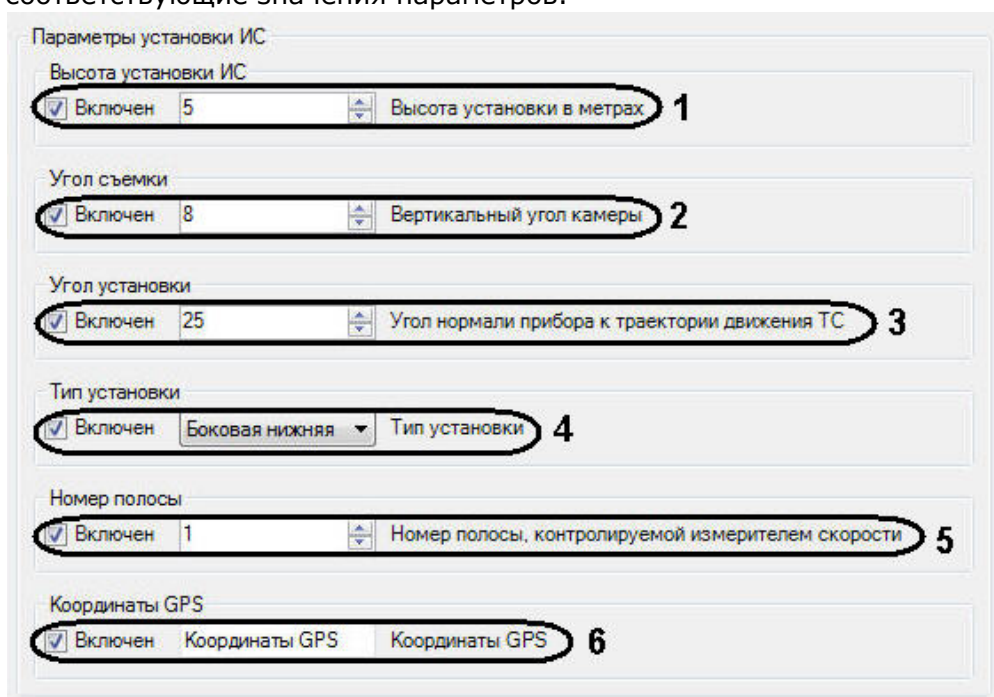 соответствующие значения параметров.
Параметры установки ИС
Высота установки ИС
Включен 5 Высота установки в метрах 1
Угол съемки
Включен 8 Вертикальный угол камеры 2
Угол установки
Включен 25 Угол нормали прибора к траектории движения ТС 3
Тип установки
Включен Боковая нижняя Тип установки 4
Номер полосы
Включен 1 Номер полосы, контролируемой измерителем скорости 5
Координаты GPS
Включен Координаты GPS Координаты GPS 6